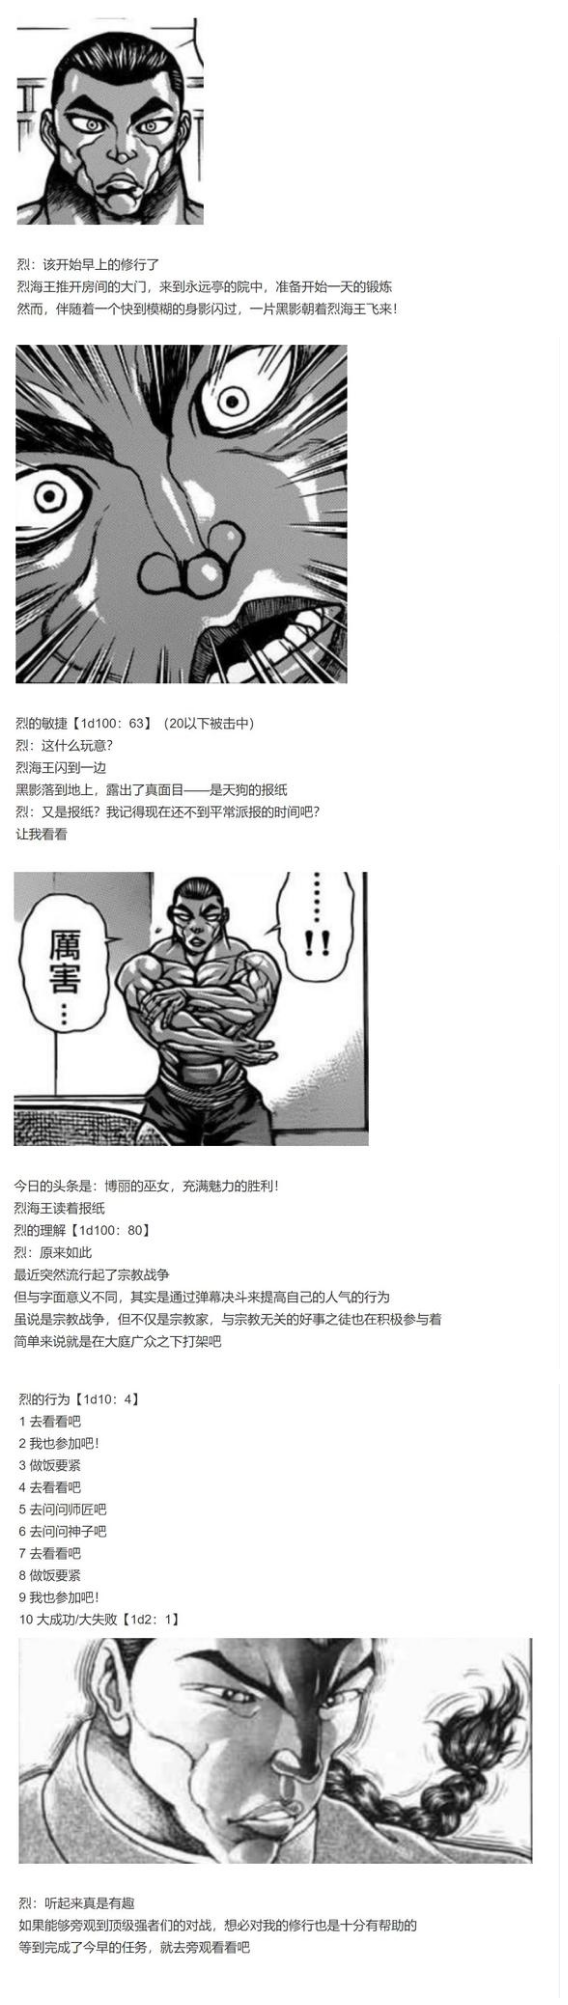 烈：该开始早上的修行了
烈海王推开房间的大门，来到永远亭的院中，准备开始一天的锻炼
然而，伴随着一个快到模糊的身影闪过，一片黑影朝着烈海王飞来！
烈的敏捷【1d100：63】（20以下被击中）
烈：这什么玩意？
烈海王闪到一边
黑影落到地上，露出了真面目——是天狗的报纸
烈：又是报纸？我记得现在还不到平常派报的时间吧？
让我看看
……!!
厲害…
今日的头条是：博丽的巫女，充满魅力的胜利！
烈海王读着报纸
烈的理解【1d100：80】
烈：原来如此
最近突然流行起了宗教战争
但与字面意义不同，其实是通过弹幕决斗来提高自己的人气的行为
虽说是宗教战争，但不仅是宗教家，与宗教无关的好事之徒也在积极参与着
简单来说就是在大庭广众之下打架吧
烈的行为【1d10：4】
1 去看看吧
2 我也参加吧！
3 做饭要紧
4 去看看吧
5 去问问师匠吧
6 去问问神子吧
7 去看看吧
8 做饭要紧
9 我也参加吧！
10 大成功/大失败【1d2：1】
烈：听起来真是有趣
如果能够旁观到顶级强者们的对战，想必对我的修行也是十分有帮助的
等到完成了今早的任务，就去旁观看看吧